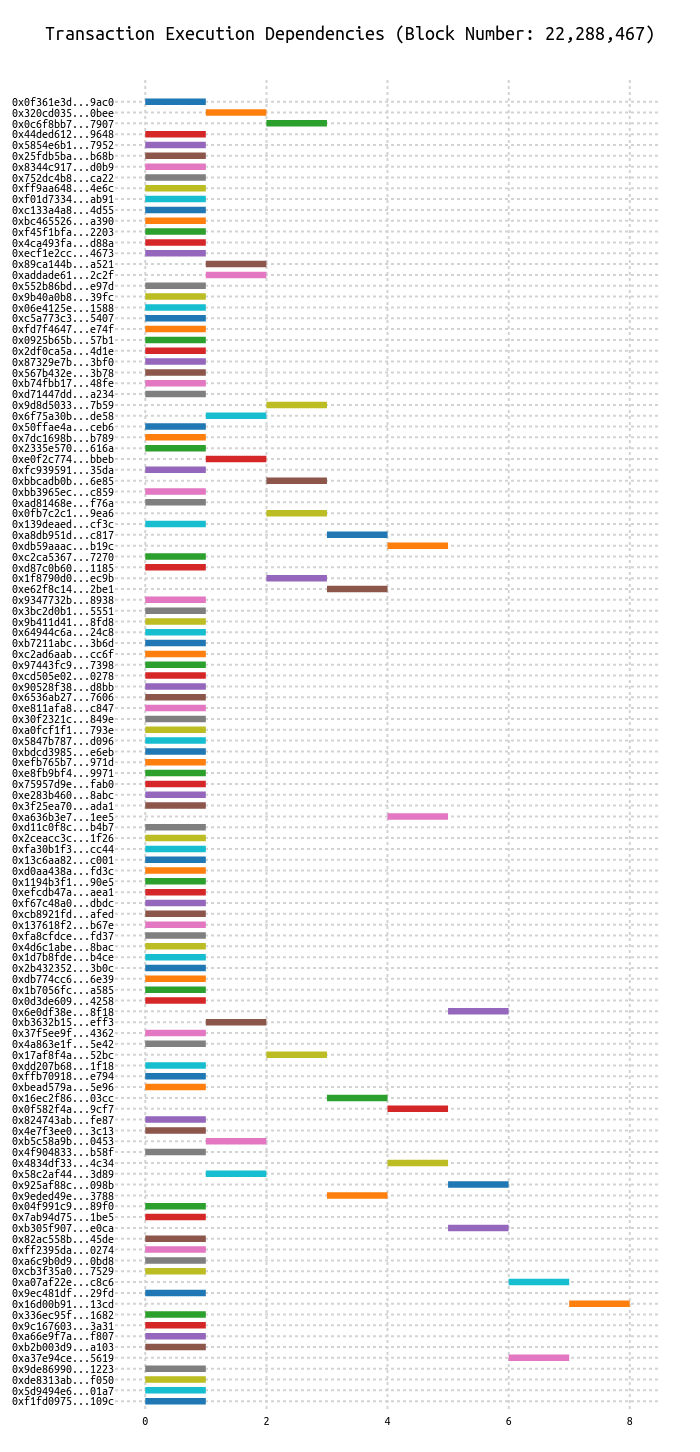 Transaction Execution Dependencies (Block Number: 22,288,467)
0x0f361e3d...9ac0
0x320cd035...0bee
0x0c6f8bb7...7907
0x44ded612...9648
0x5854e6b1...7952
0x25fdb5ba...b68b
0x8344c917...d0b9
0x752dc4b8...ca22
0xff9aa648...4e6c
0xf01d7334...ab91
0xc133a4a8...4d55
0xbc465526...a390
0xf45f1bfa...2203
0x4ca493fa...d88a
0xecf1e2cc...4673
0x89ca144b...a521
0xaddade61...2c2f
0x552b86bd...e97d
0x9b40a0b8...39fc
0x06e4125e...1588
0xc5a773c3...5407
0xfd7f4647...e74f
0x0925b65b...57b1
0x2df0ca5a...4d1e
0x87329e7b...3bf0
0x567b432e...3b78
0xb74fbb17...48fe
0xd71447dd...a234
0x9d8d5033...7b59
0x6f75a30b...de58
0x50ffae4a...ceb6
0x7dc1698b...b789
0x2335e570...616a
0xe0f2c774...bbeb
0xfc939591...35da
0xbbcadb0b...6e85
0xbb3965ec...c859
0xad81468e...f76a
0x0fb7c2c1...9ea6
0x139deaed...cf3c
0xa8db951d...c817
0xdb59aaac...b19c
0xc2ca5367...7270
0xd87c0b60...1185
0x1f8790d0...ec9b
0xe62f8c14...2be1
0x9347732b...8938
0x3bc2d0b1...5551
0x9b411d41...8fd8
0x64944c6a...24c8
0xb7211abc...3b6d
0xc2ad6aab...cc6f
0x97443fc9...7398
0xcd505e02...0278
0x90528f38...d8bb
0x6536ab27...7606
0xe811afa8...c847
0x30f2321c...849e
0xa0fcf1f1...793e
0x5847b787...d096
0xbdcd3985...e6eb
0xefb765b7...971d
0xe8fb9bf4...9971
0x75957d9e...fab0
0xe283b460...8abc
0x3f25ea70...ada1
0xa636b3e7...1ee5
0xd11c0f8c...b4b7
0x2ceacc3c...1f26
0xfa30b1f3...cc44
0x13c6aa82...c001
0xd0aa438a...fd3c
0x1194b3f1...90e5
0xefcdb47a...aea1
0xf67c48a0...dbdc
0xcb8921fd...afed
0x137618f2...b67e
0xfa8cfdce...fd37
0x4d6c1abe...8bac
0x1d7b8fde...b4ce
0x2b432352...3b0c
0xdb774cc6...6e39
0x1b7056fc...a585
0x0d3de609...4258
0x6e0df38e...8f18
0xb3632b15...eff3
0x37f5ee9f...4362
0x4a863e1f...5e42
0x17af8f4a...52bc
0xdd207b68...1f18
0xffb70918...e794
0xbead579a...5e96
0x16ec2f86...03cc
0x0f582f4a...9cf7
0x824743ab...fe87
0x4e7f3ee0...3c13
0xb5c58a9b...0453
0x4f904833...b58f
0x4834df33...4c34
0x58c2af44...3d89
0x925af88c...098b
0x9eded49e...3788
0x04f991c9...89f0
0x7ab94d75...1be5
0xb305f907...e0ca
0x82ac558b...45de
0xff2395da...0274
0xa6c9b0d9...0bd8
0xcb3f35a0...7529
0xa07af22e...c8c6
0x9ec481df...29fd
0x16d00b91...13cd
0x336ec95f...1682
0x9c167603...3a31
0xa66e9f7a...f807
0xb2b003d9...a103
0xa37e94ce...5619
0x9de86990...1223
0xde8313ab...f050
0x5d9494e6...01a7
0xf1fd0975...109c
0 2 4 6 8